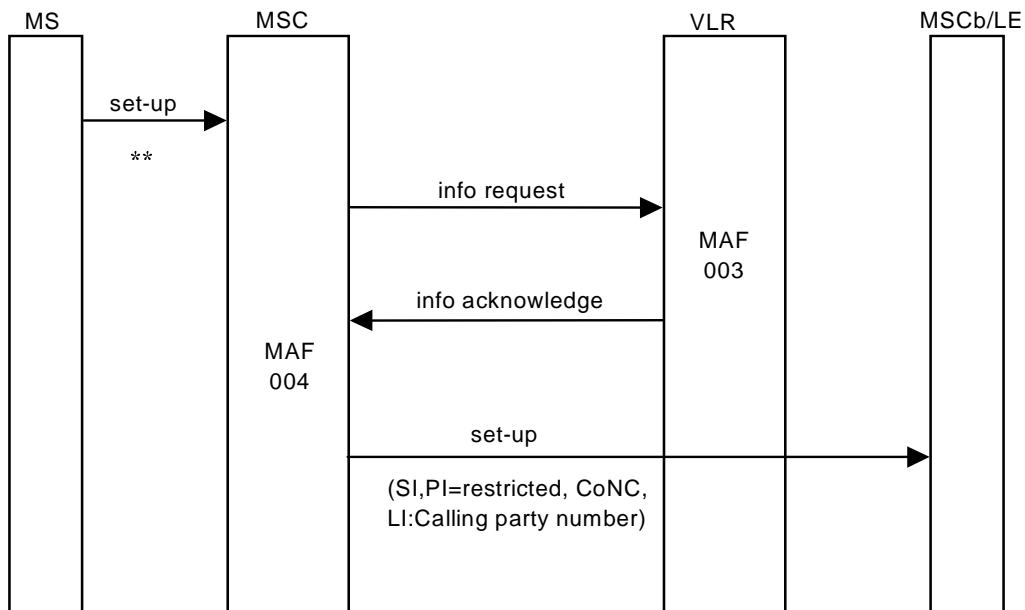 MS
MSC
VLR
MSCb/LE
set-up
**
info request
MAF
003
info acknowledge
MAF
004
set-up
(SI,PI=restricted, CoNC,
LI:Calling party number)